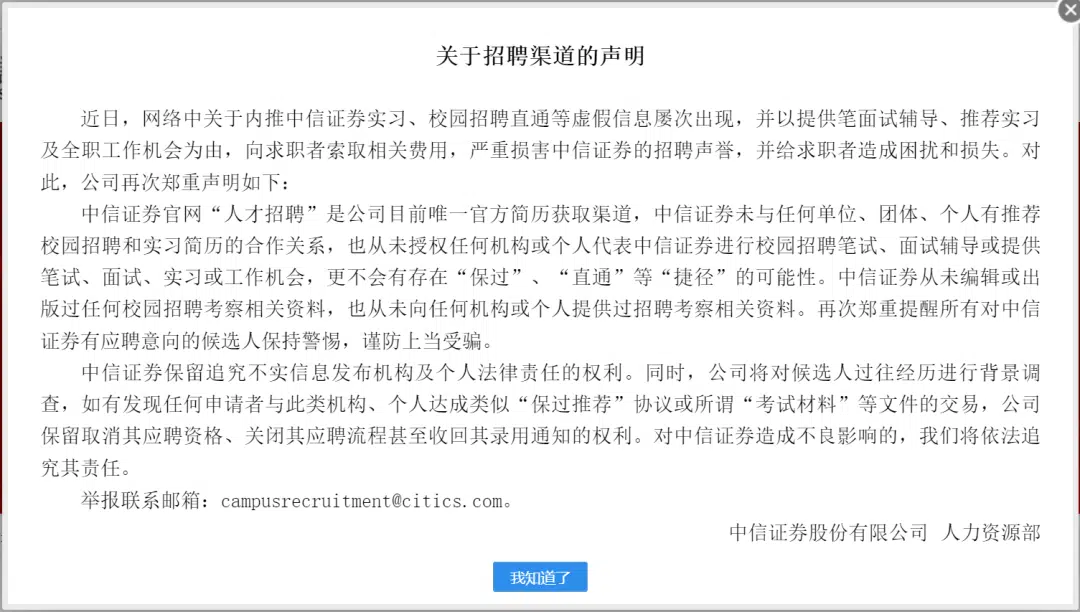 关于招聘渠道的声明
近日，网络中关于内推中信证券实习、校园招聘直通等虚假信息屡次出现，并以提供笔面试辅导、推荐实习
及全职工作机会为由，向求职者索取相关费用，严重损害中信证券的招聘声誉，并给求职者造成困扰和损失。对
此，公司再次郑重声明如下：
中信证券官网“人才招聘”是公司目前唯一官方简历获取渠道，中信证券未与任何单位、团体、个人有推荐
校园招聘和实习简历的合作关系，也从未授权任何机构或个人代表中信证券进行校园招聘笔试、面试辅导或提供
笔试、面试、实习或工作机会，更不会有存在“保过”、“直通”等“捷径”的可能性。中信证券从未编辑或出
版过任何校园招聘考察相关资料，也从未向任何机构或个人提供过招聘考察相关资料。再次郑重提醒所有对中信
证券有应聘意向的候选人保持警惕，谨防上当受骗。
中信证券保留追究不实信息发布机构及个人法律责任的权利。同时，公司将对候选人过往经历进行背景调
查，如有发现任何申请者与此类机构、个人达成类似“保过推荐”协议或所谓“考试材料”等文件的交易，公司
保留取消其应聘资格、关闭其应聘流程甚至收回其录用通知的权利。对中信证券造成不良影响的，我们将依法追
究其责任。
举报联系邮箱：campusrecruitment@citics.com。
中信证券股份有限公司 人力资源部
我知道了